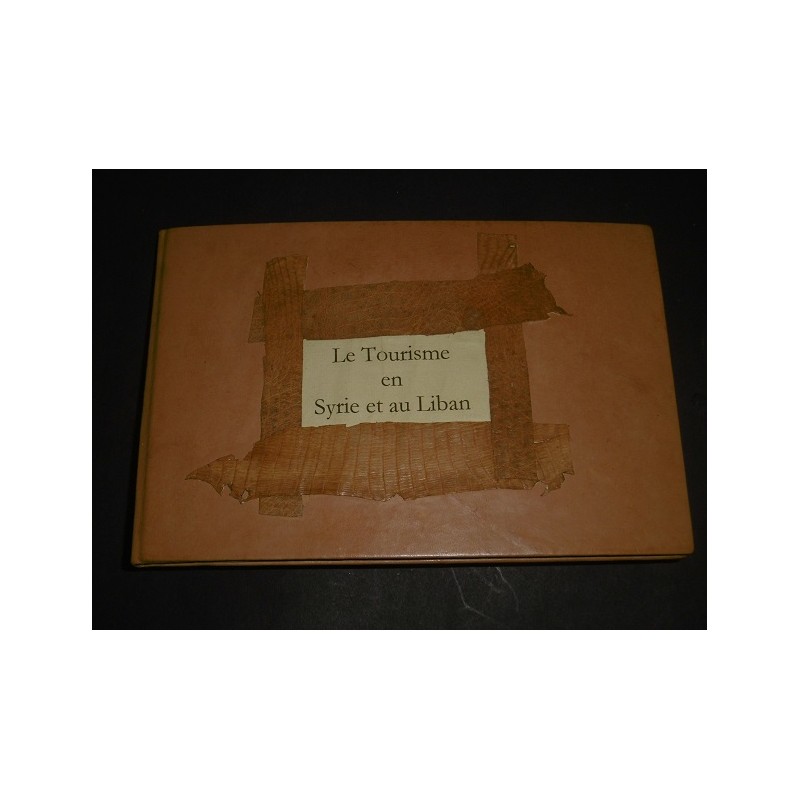 Le Tourisme
en
Syrie et au Liban